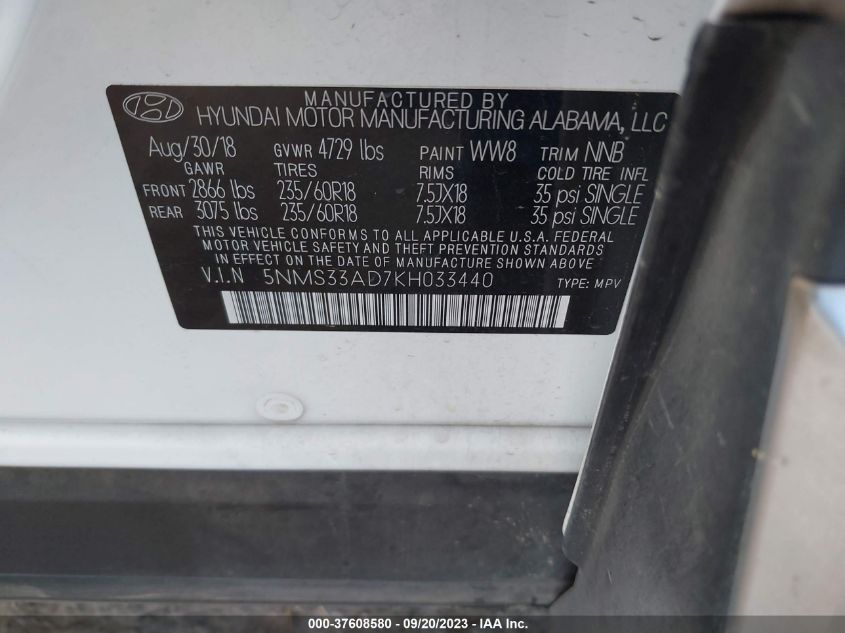 MANUFACTURED BY
HYUNDAI MOTOR MANUFACTURING ALABAMA, LLC
Aug/30/18 GVWR 4729 lbs PAINT WW8 TRIM NNB
GAWR TIRES RIMS COLD TIRE INFL
FRONT 2866 lbs 235/60R18 7.5JX18 35 psi SINGLE
REAR 3075 lbs 235/60R18 7.5JX18 35 psi SINGLE
THIS VEHICLE CONFORMS TO ALL APPLICABLE U.S.A. FEDERAL
MOTOR VEHICLE SAFETY AND THEFT PREVENTION STANDARDS
IN EFFECT ON THE DATE OF MANUFACTURE SHOWN ABOVE
V.I.N 5NMS33AD7KH033440 TYPE: MPV
000-37608580 - 09/20/2023 - IAA Inc.